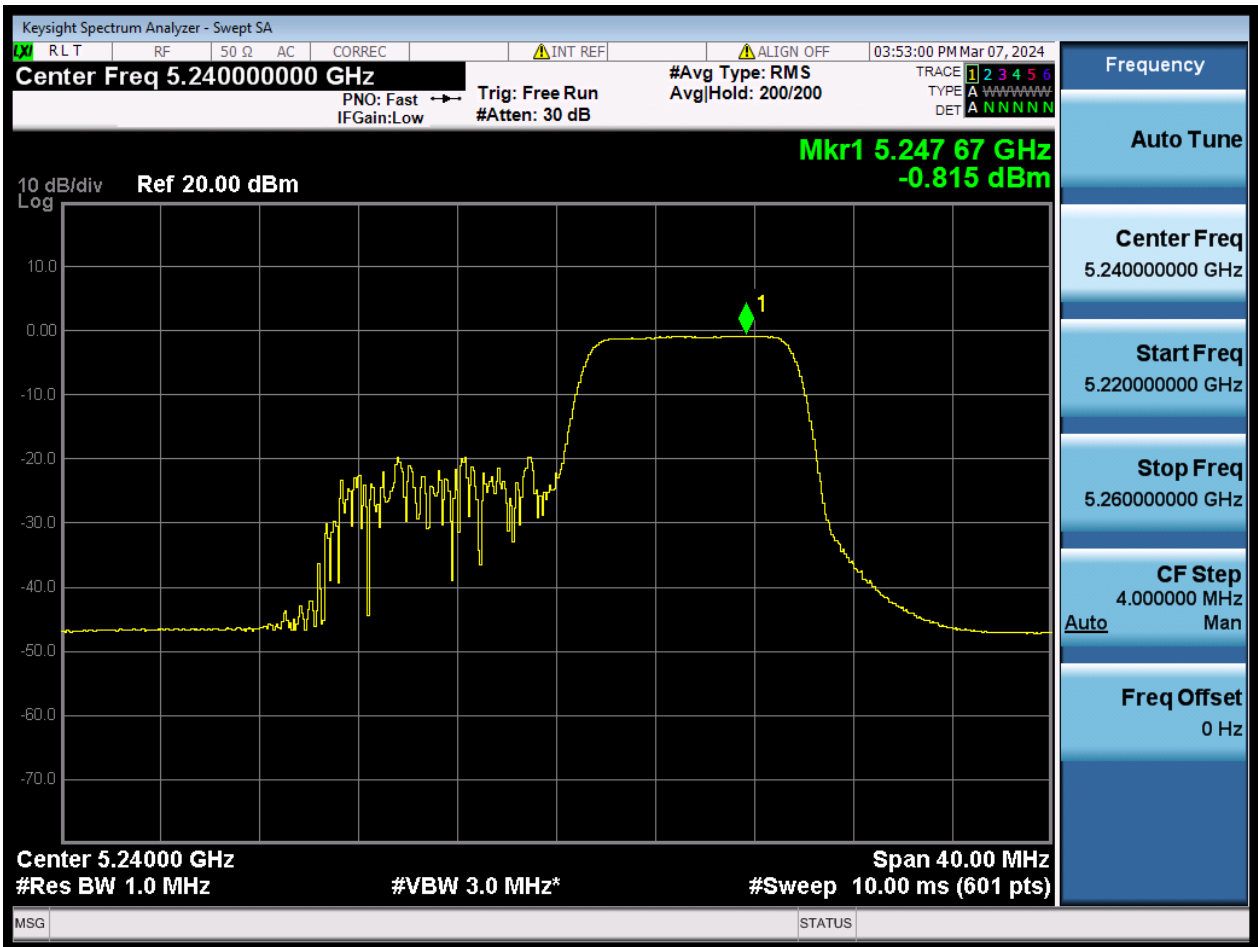 Keysight Spectrum Analyzer - Swept SA
LXI RLT RF 50 Ω AC CORREC INT REF ALIGN OFF 03:53:00 PM Mar 07, 2024
Center Freq 5.240000000 GHz
PNO: Fast
IFGain:Low
Trig: Free Run
#Atten: 30 dB
#Avg Type: RMS
Avg|Hold: 200/200
TRACE 1 2 3 4 5 6
TYPE A WWWWW
DET A N N N N N
Mkr1 5.247 67 GHz
-0.815 dBm
10 dB/div Ref 20.00 dBm
Log
10.0
0.00
-10.0
-20.0
-30.0
-40.0
-50.0
-60.0
-70.0
1
Center 5.24000 GHz Span 40.00 MHz
#Res BW 1.0 MHz #VBW 3.0 MHz* #Sweep 10.00 ms (601 pts)
MSG STATUS
Frequency
Auto Tune
Center Freq
5.240000000 GHz
Start Freq
5.220000000 GHz
Stop Freq
5.260000000 GHz
CF Step
4.000000 MHz
Auto Man
Freq Offset
0 Hz